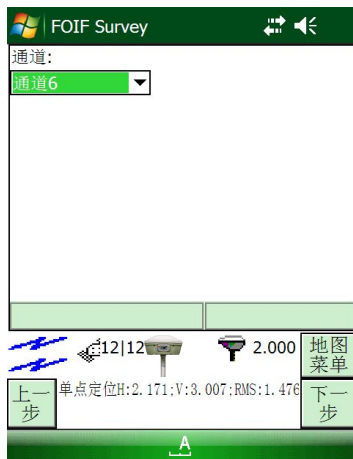 FOIF Survey
通道:
通道6
12|12
2.000
地图
菜单
上一
步
单点定位H:2.171;V:3.007;RMS:1.476
下一
步
A